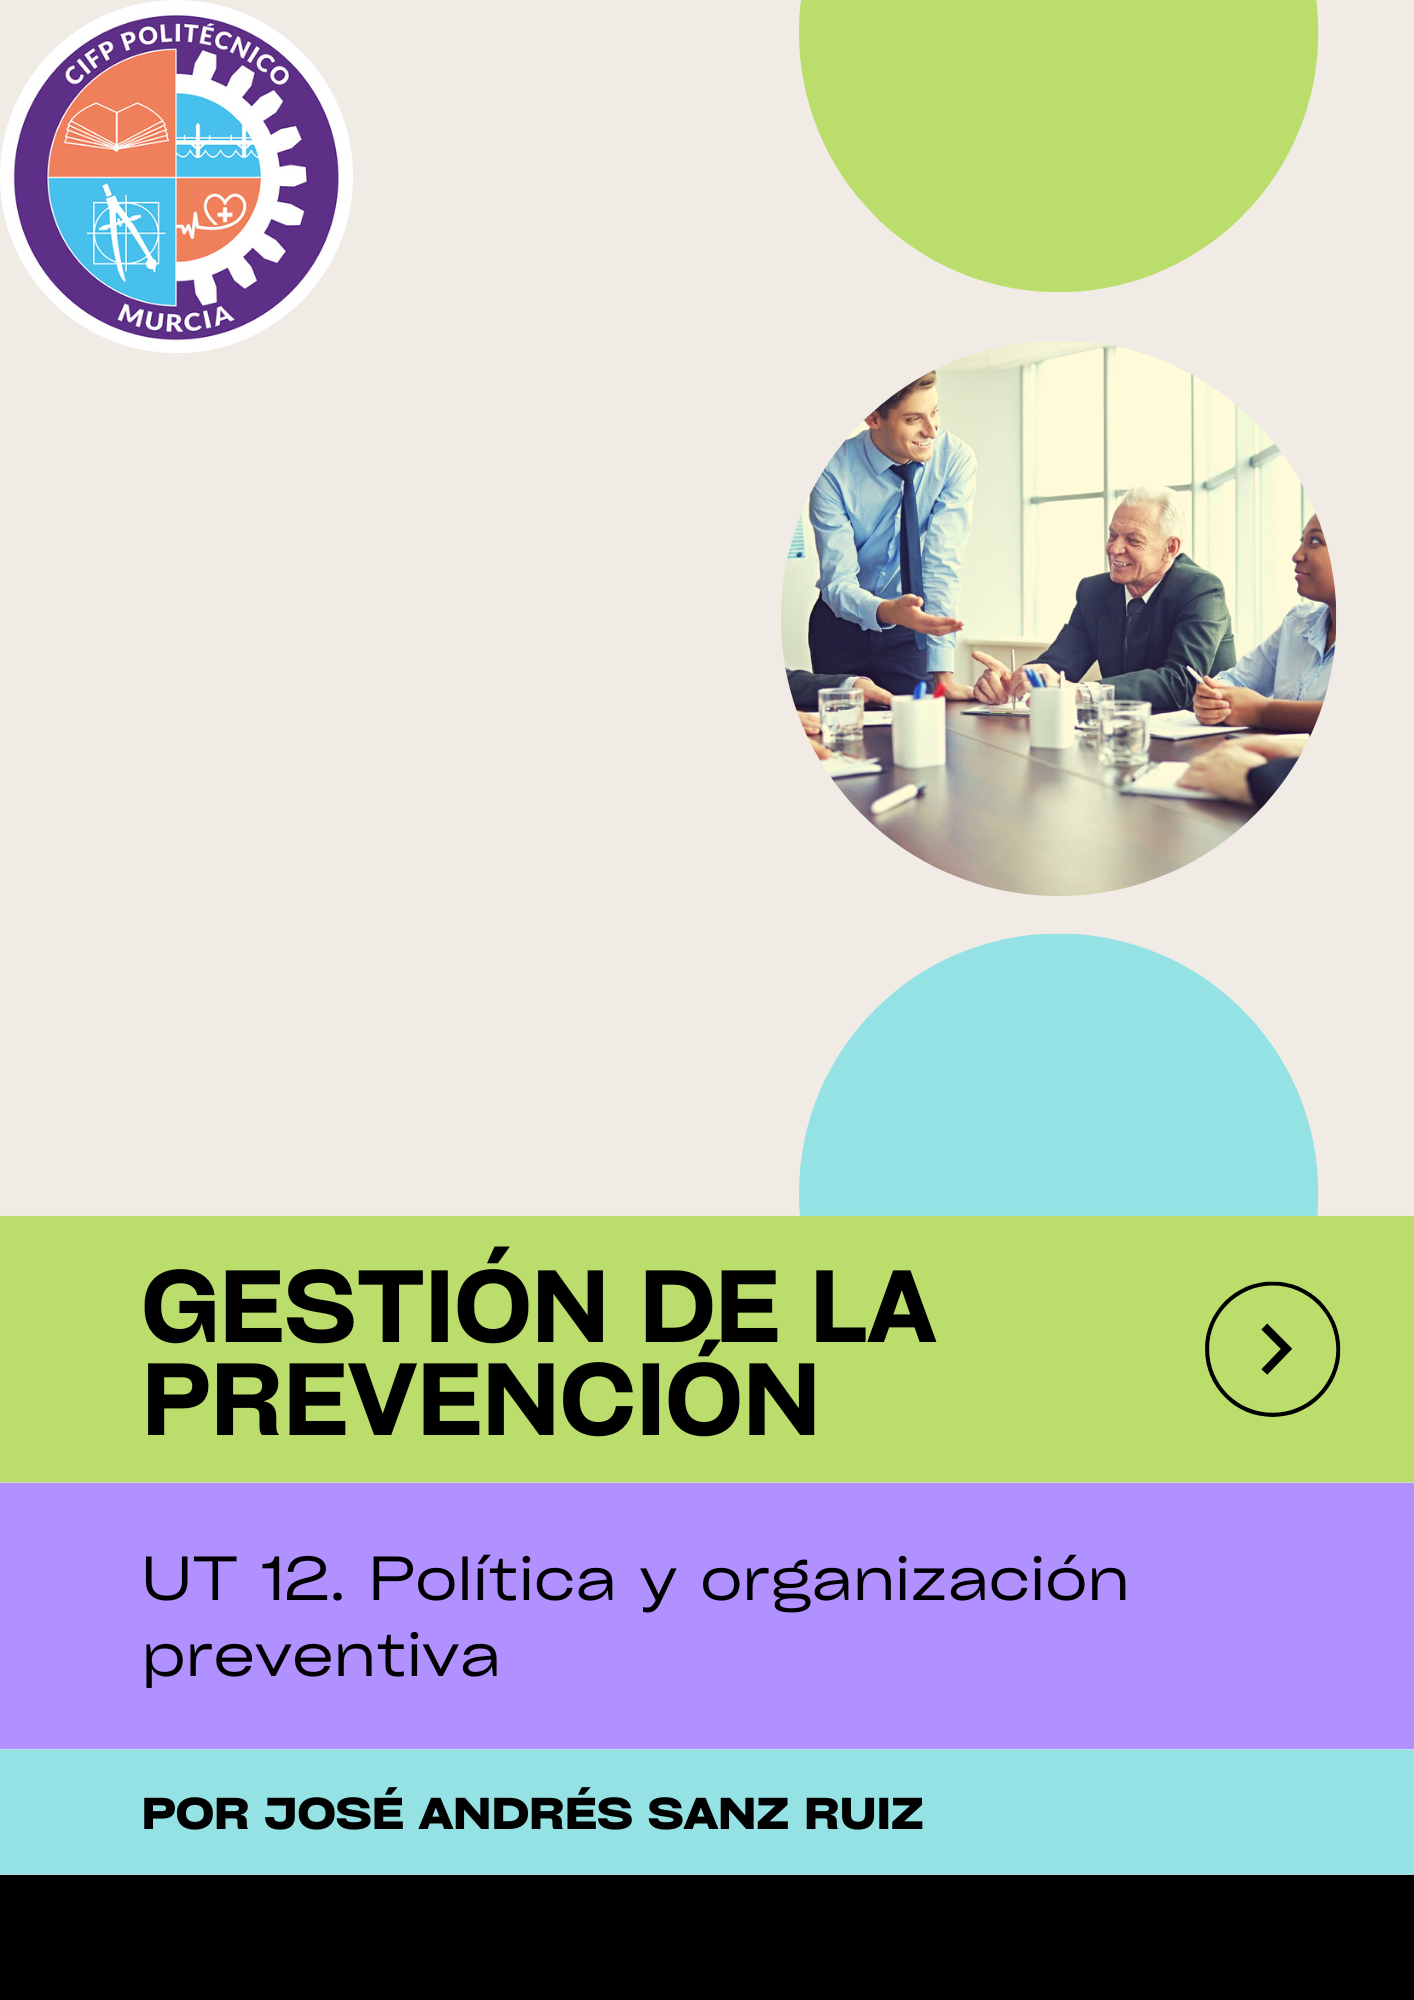 CIFP POLITÉCNICO
MURCIA
GESTIÓN DE LA
PREVENCIÓN
UT 12. Política y organización
preventiva
POR JOSÉ ANDRÉS SANZ RUIZ